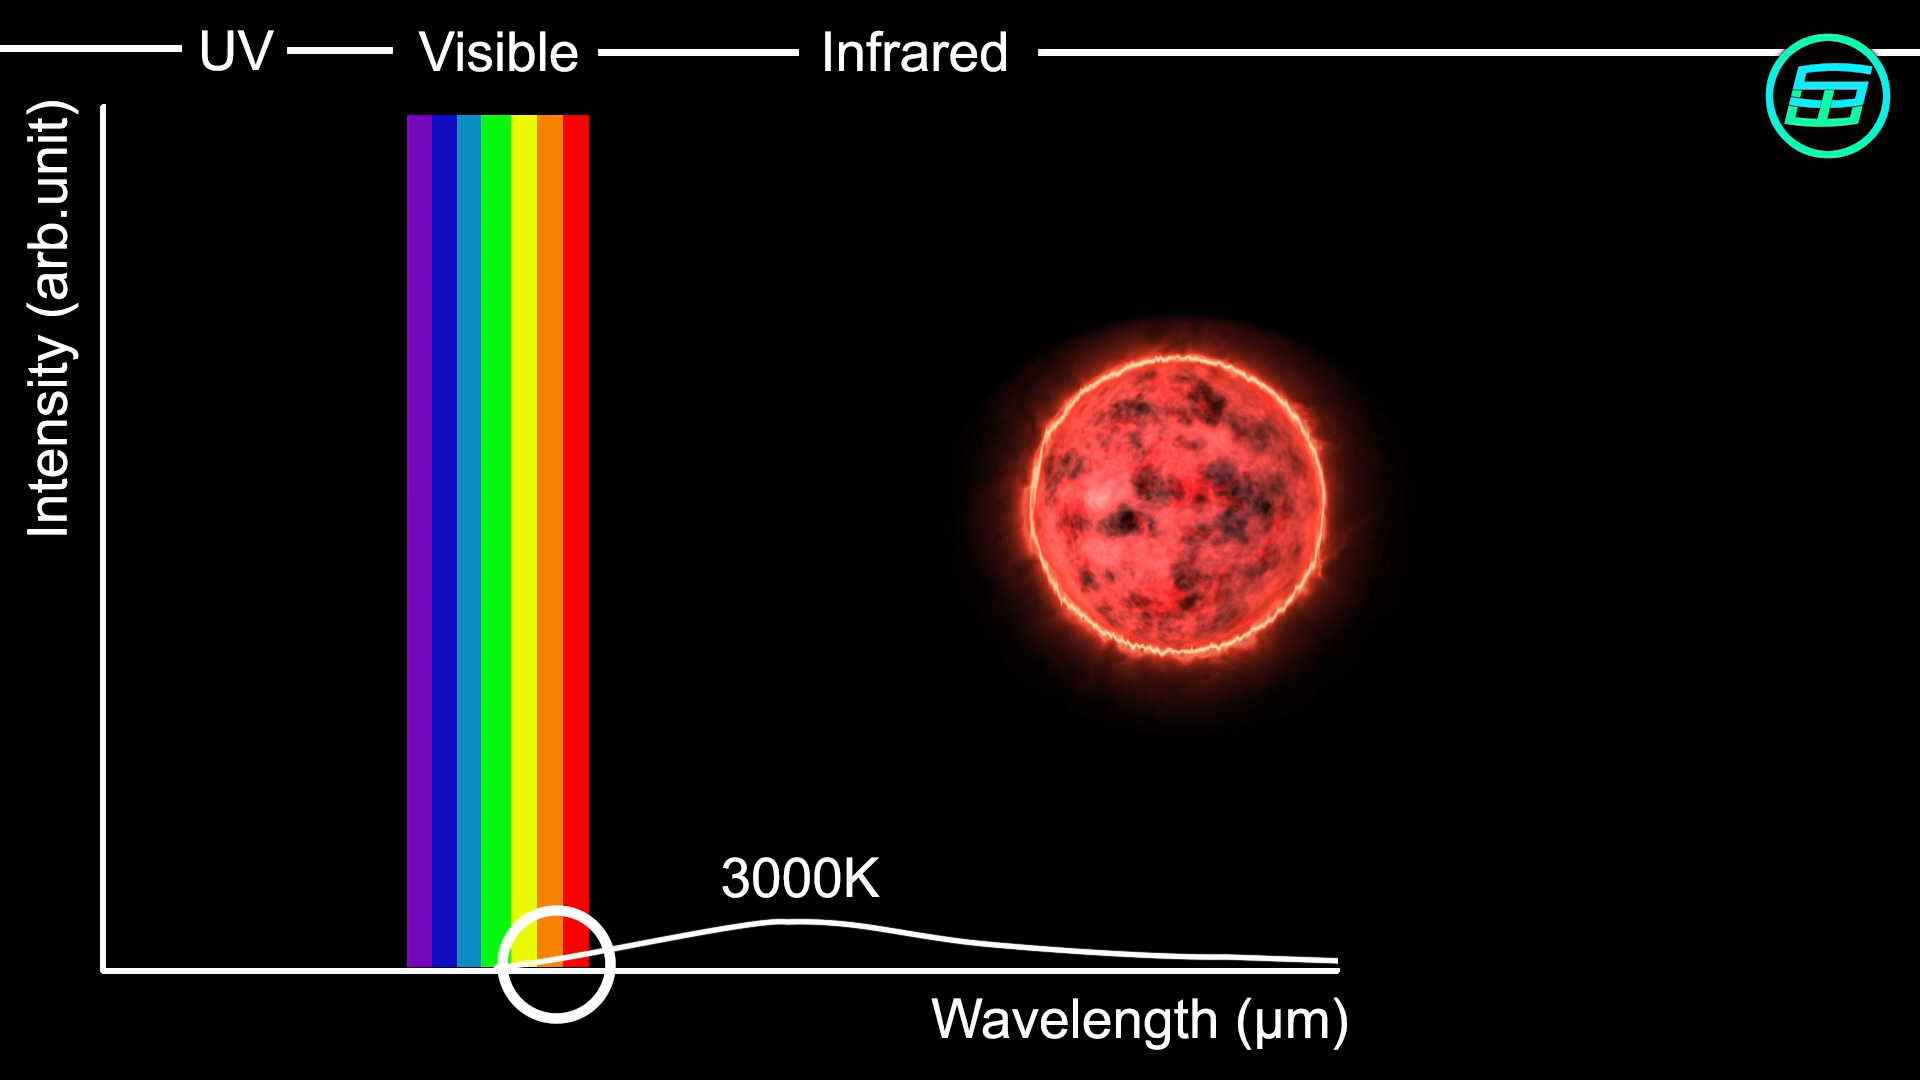 UV
Visible
Infrared
Intensity (arb.unit)
3000K
Wavelength (µm)